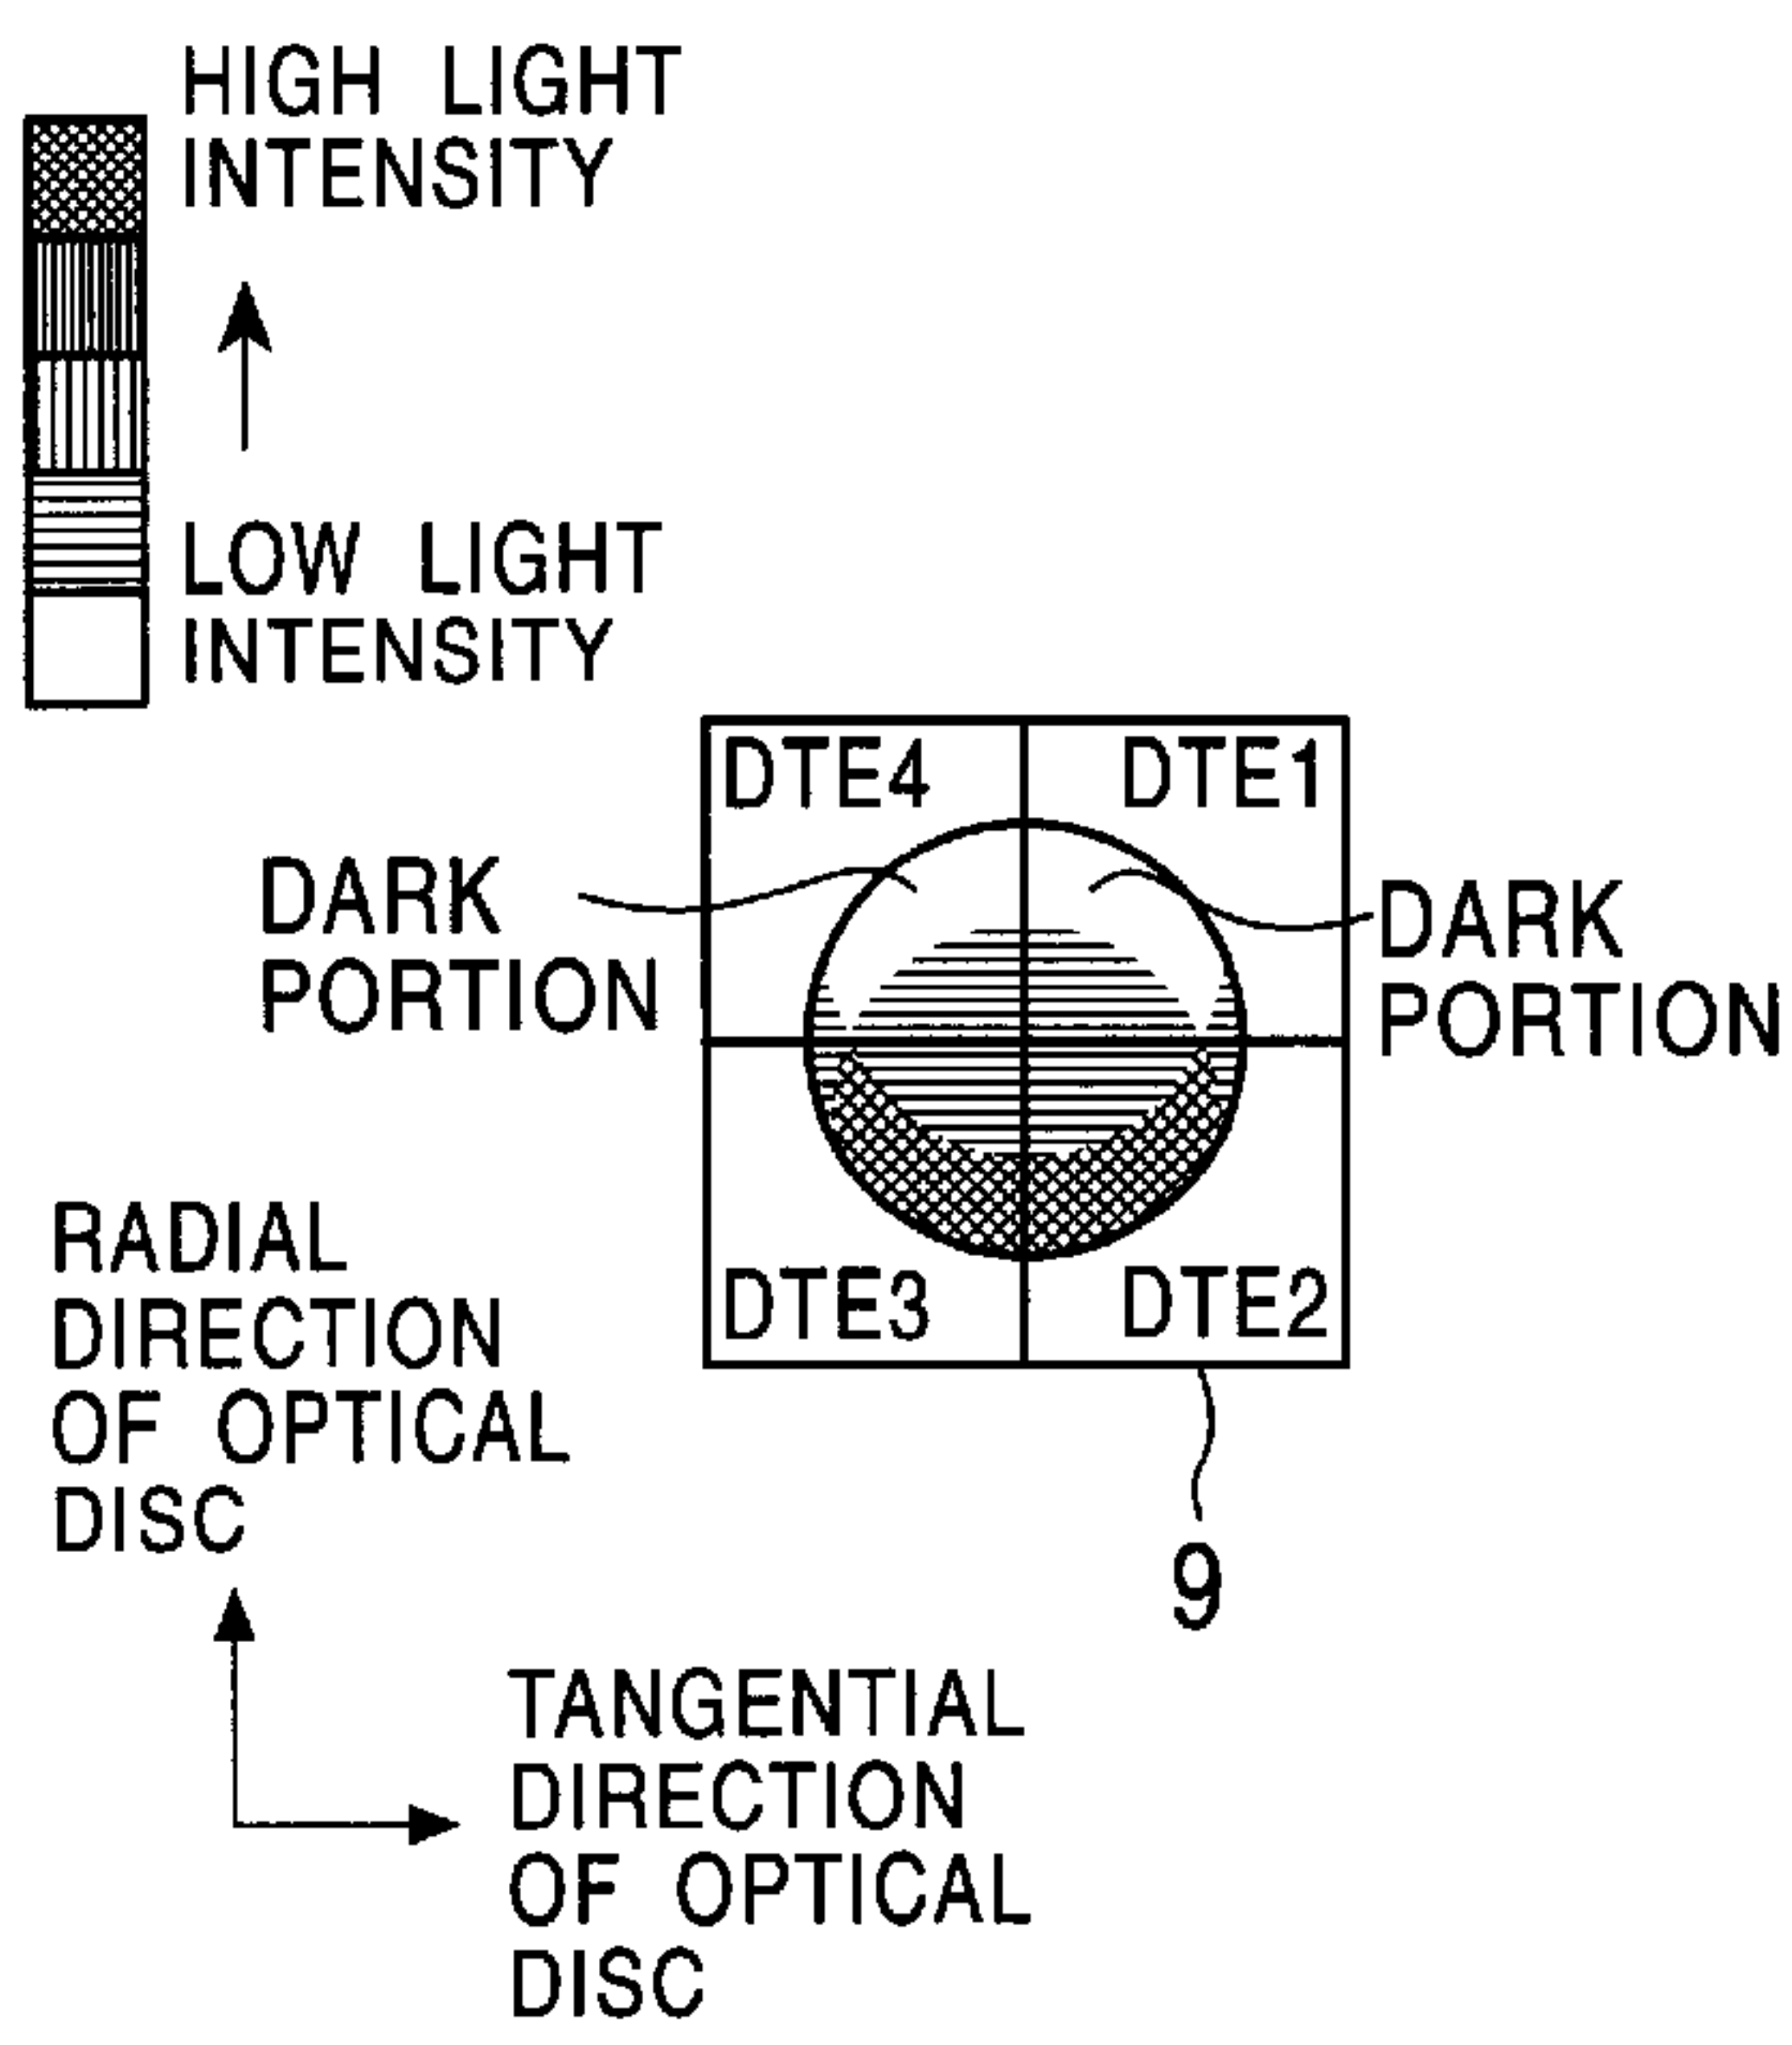 HIGH LIGHT
INTENSITY
LOW LIGHT
INTENSITY
DTE4
DTE1
DARK
PORTION
DARK
PORTION
DTE3
DTE2
9
RADIAL
DIRECTION
OF OPTICAL
DISC
TANGENTIAL
DIRECTION
OF OPTICAL
DISC